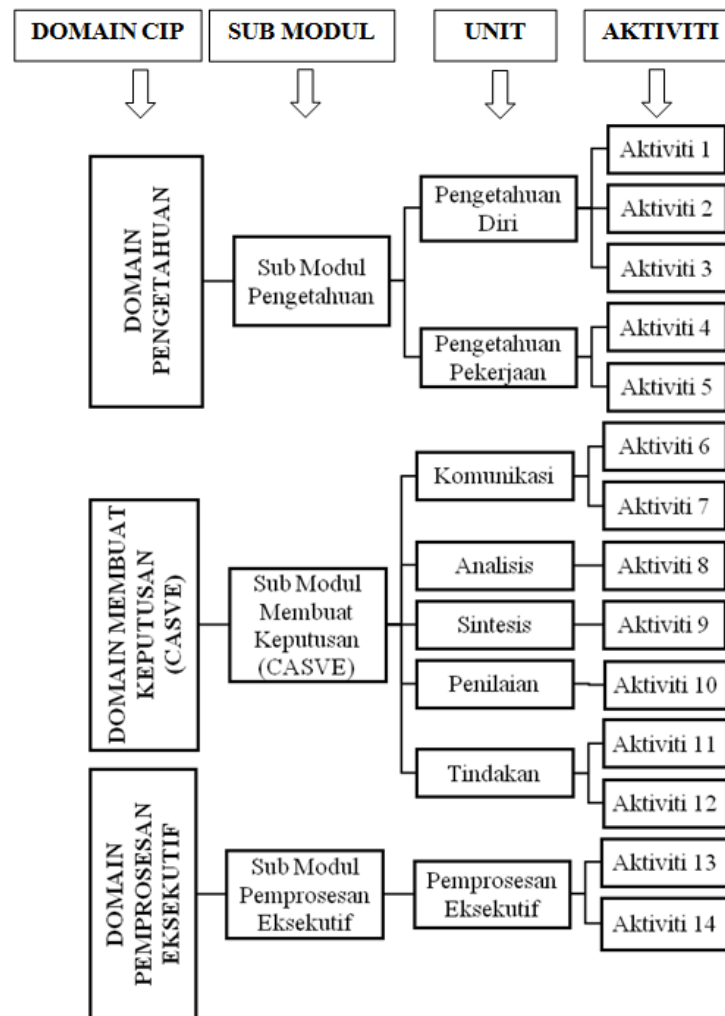 DOMAIN CIP
SUB MODUL
UNIT
AKTIVITI
DOMAIN
PENGETAHUAN
Sub Modul
Pengetahuan
Pengetahuan
Diri
Aktiviti 1
Aktiviti 2
Aktiviti 3
Pengetahuan
Pekerjaan
Aktiviti 4
Aktiviti 5
DOMAIN MEMBUAT
KEPUTUSAN
(CASVE)
Sub Modul
Membuat
Keputusan
(CASVE)
Komunikasi
Aktiviti 6
Aktiviti 7
Analisis
Aktiviti 8
Sintesis
Aktiviti 9
Penilaian
Aktiviti 10
Tindakan
Aktiviti 11
Aktiviti 12
DOMAIN
PEMPROSESAN
EKSEKUTIF
Sub Modul
Pemprosesan
Eksekutif
Pemprosesan
Eksekutif
Aktiviti 13
Aktiviti 14